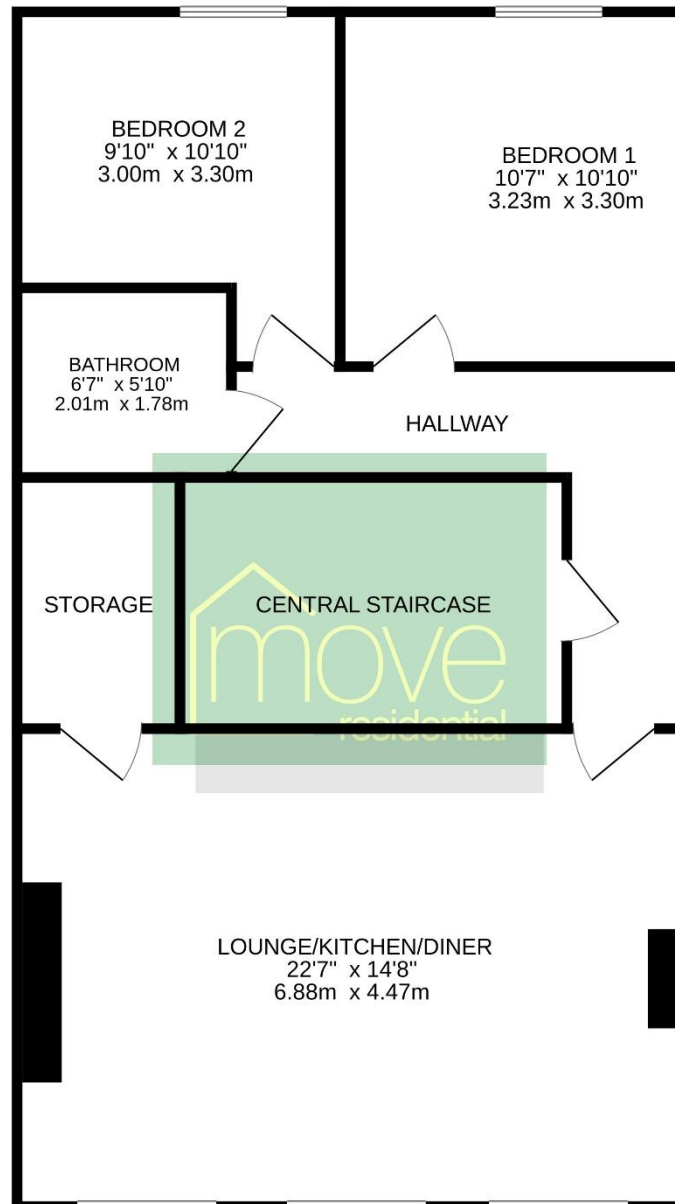 BEDROOM 2
9'10" x 10'10"
3.00m x 3.30m
BEDROOM 1
10'7" x 10'10"
3.23m x 3.30m
BATHROOM
6'7" x 5'10"
2.01m x 1.78m
HALLWAY
STORAGE
CENTRAL STAIRCASE
move
residential
LOUNGE/KITCHEN/DINER
22'7" x 14'8"
6.88m x 4.47m